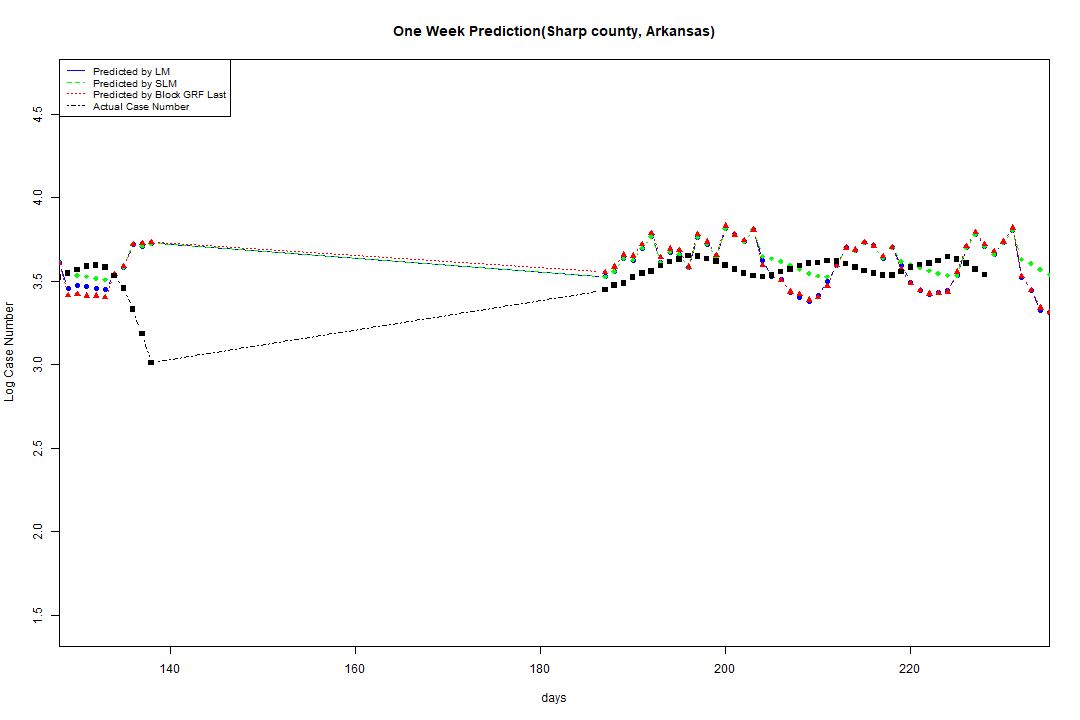 One Week Prediction(Sharp county, Arkansas)
Predicted by LM
Predicted by SLM
Predicted by Block GRF Last
Actual Case Number
4.5
4.0
3.5
3.0
2.5
2.0
1.5
Log Case Number
140 160 180 200 220
days